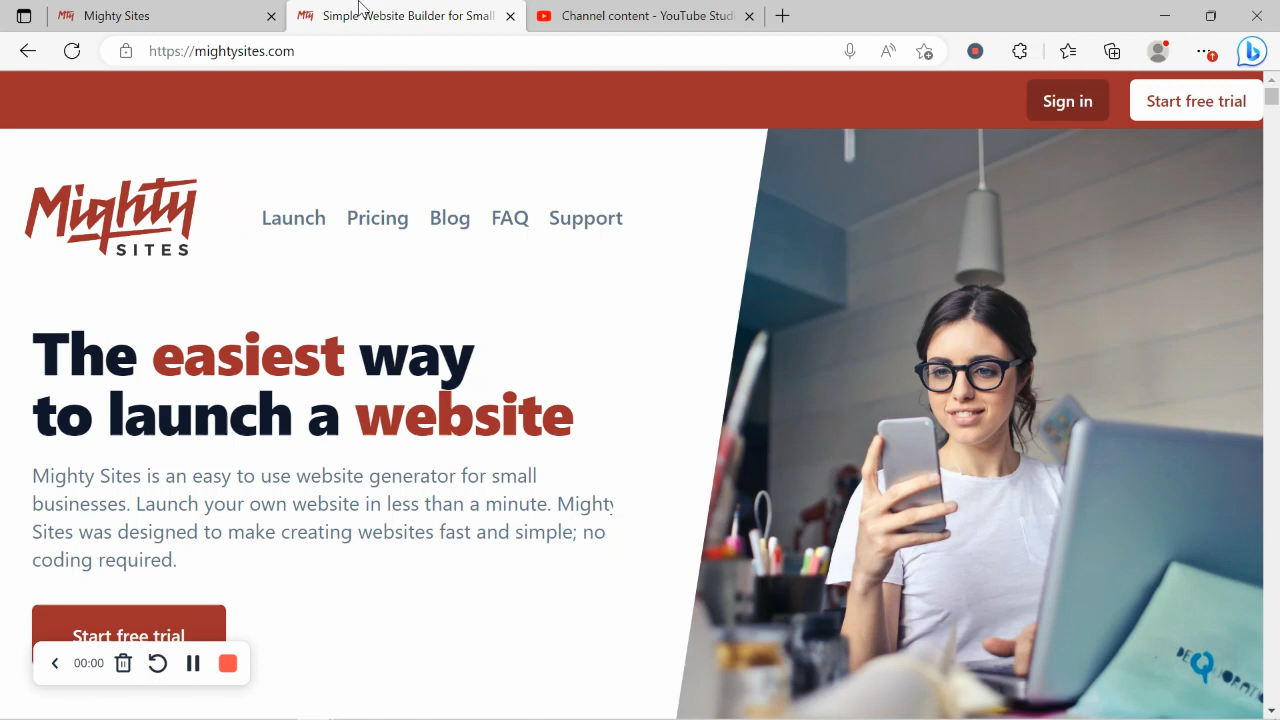 Mighty Sites
Simple Website Builder for Small
Channel content - YouTube Studi
https://mightysites.com
Sign in
Start free trial
Mighty
SITES
Launch
Pricing
Blog
FAQ
Support
The easiest way
to launch a website
Mighty Sites is an easy to use website generator for small
businesses. Launch your own website in less than a minute. Mighty
Sites was designed to make creating websites fast and simple; no
coding required.
Start free trial
00:00